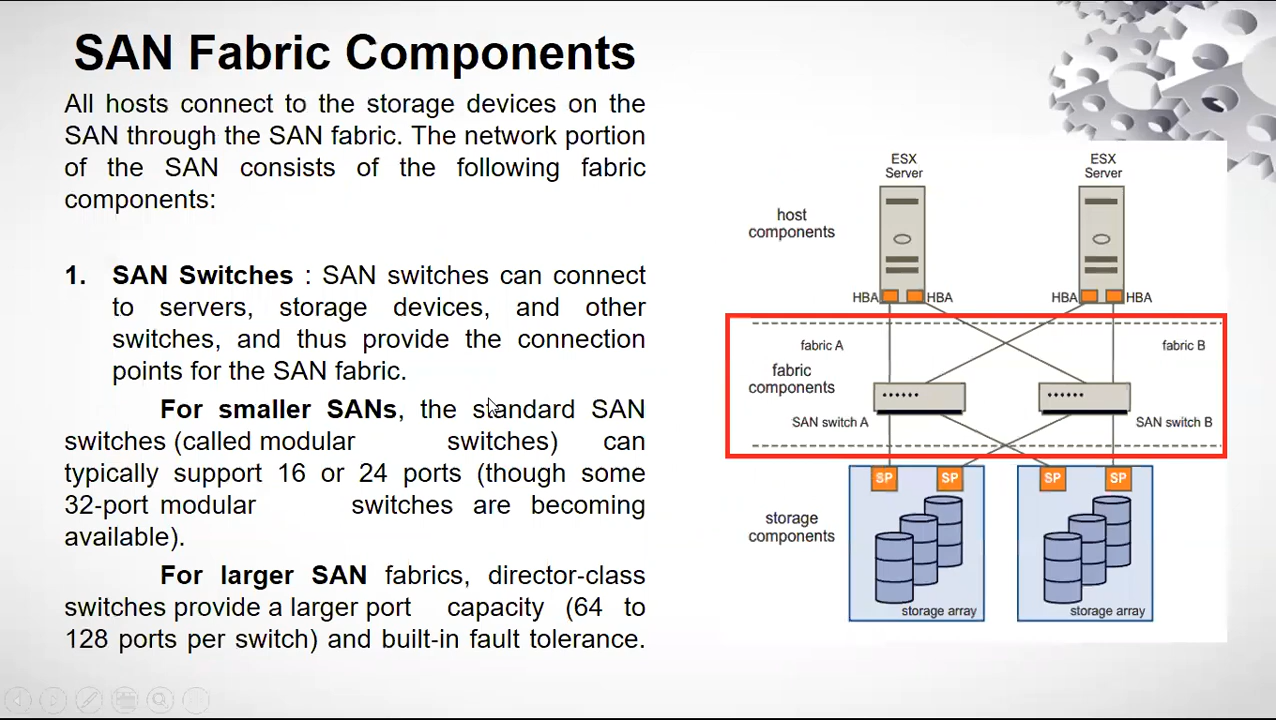 SAN Fabric Components
All hosts connect to the storage devices on the
SAN through the SAN fabric. The network portion
of the SAN consists of the following fabric
components:
1. SAN Switches : SAN switches can connect
to servers, storage devices, and other
switches, and thus provide the connection
points for the SAN fabric.
For smaller SANs, the standard SAN
switches (called modular switches) can
typically support 16 or 24 ports (though some
32-port modular switches are becoming
available).
For larger SAN fabrics, director-class
switches provide a larger port capacity (64 to
128 ports per switch) and built-in fault tolerance.
ESX
Server
ESX
Server
host
components
HBA HBA HBA HBA
fabric A fabric B
fabric
components
SAN switch A SAN switch B
SP SP SP SP
storage
components
storage array storage array